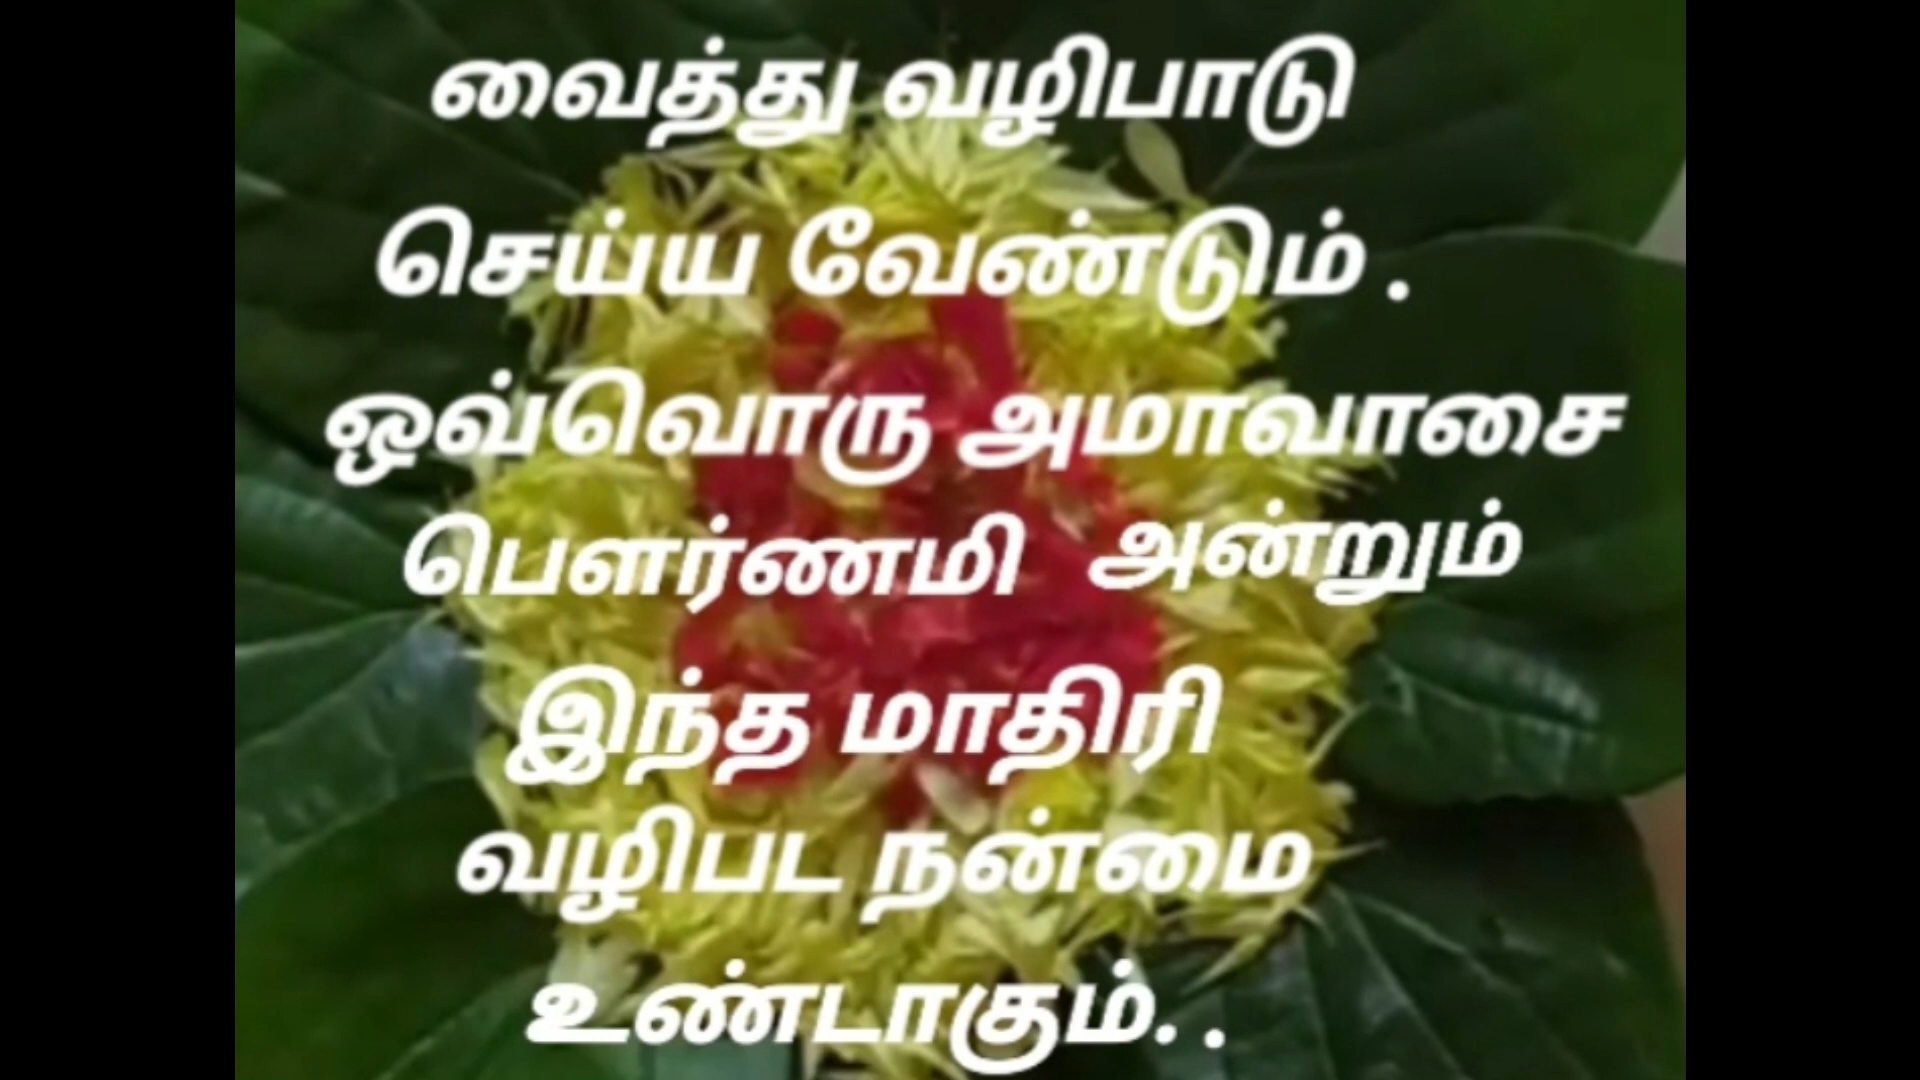 வைத்து வழிபாடு
செய்ய வேண்டும் .
ஒவ்வொரு அமாவாசை
பௌர்ணமி அன்றும்
இந்த மாதிரி
வழிபட நன்மை
உண்டாகும். .